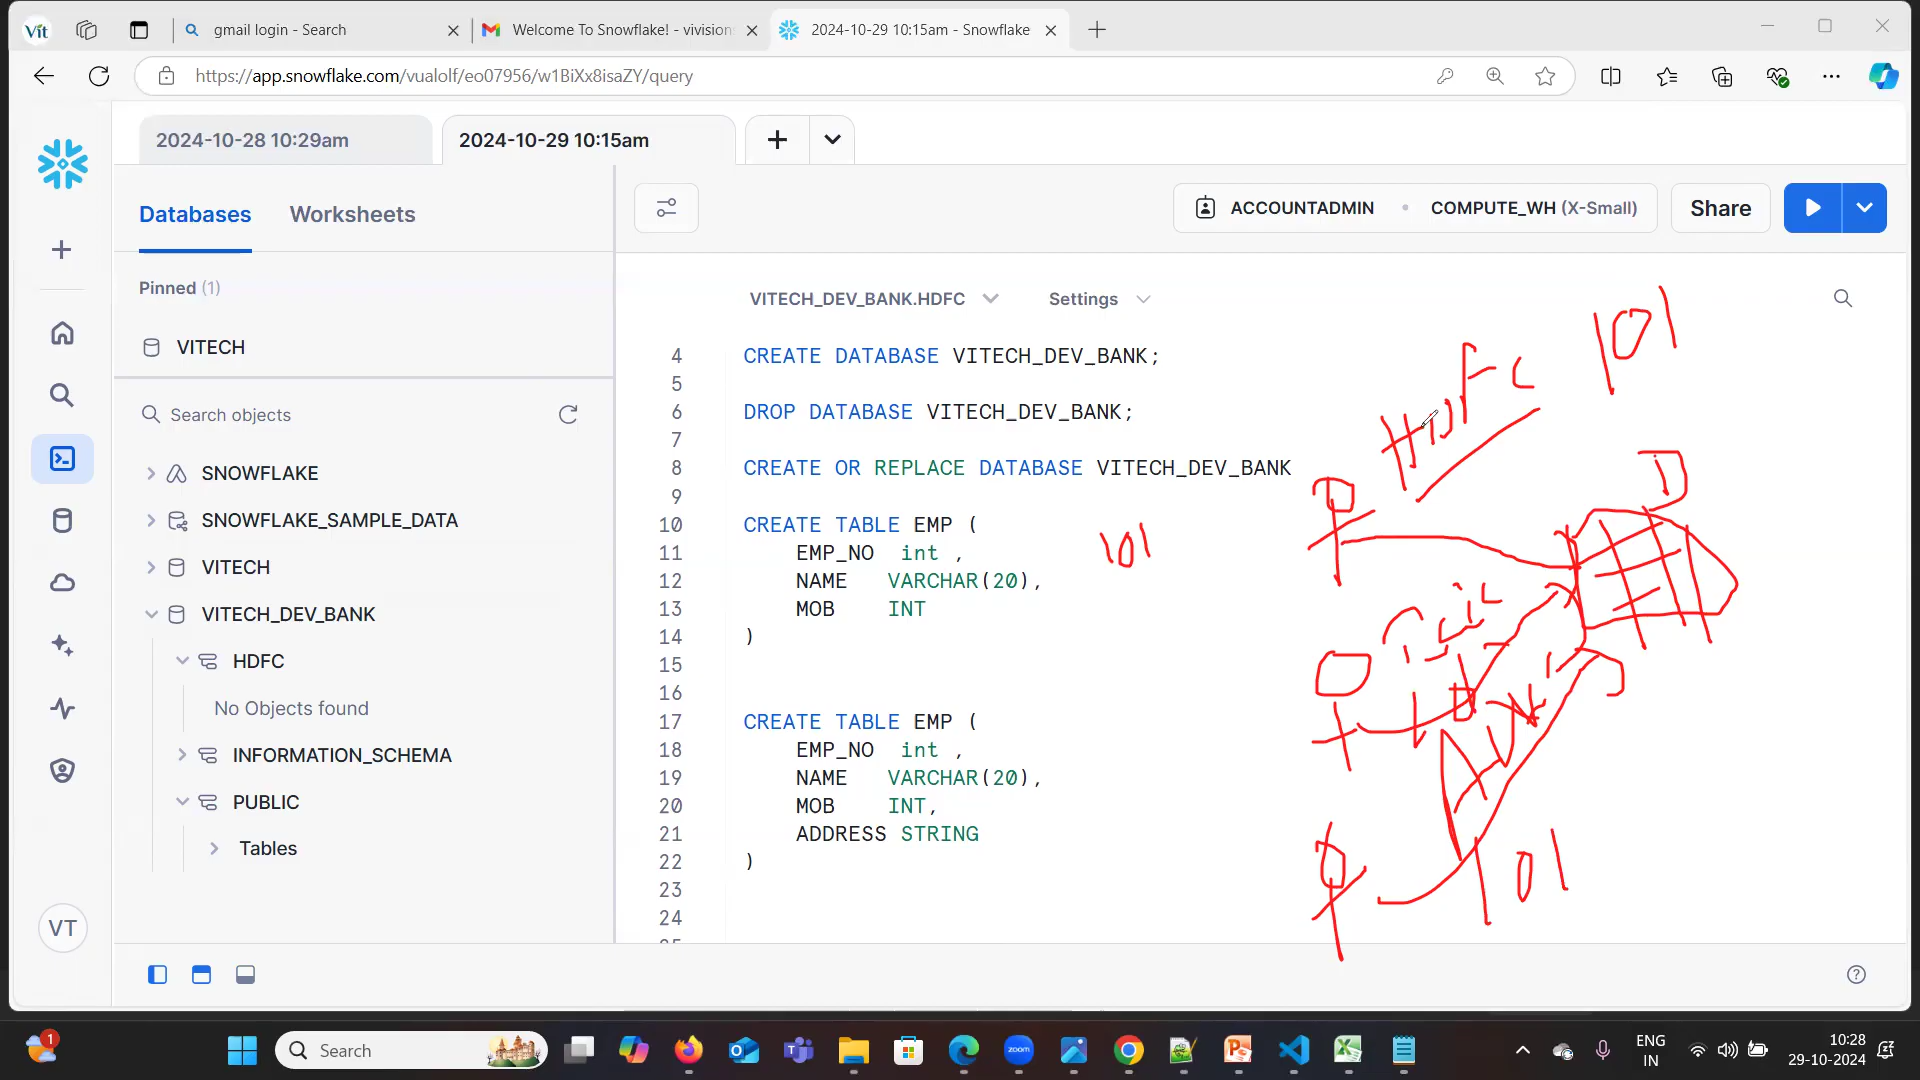 Vit
gmail login - Search
Welcome To Snowflake! - vivision
2024-10-29 10:15am - Snowflake
https://app.snowflake.com/vualolf/eo07956/w1BiXx8isaZY/query
2024-10-28 10:29am
2024-10-29 10:15am
Databases
Worksheets
ACCOUNTADMIN
COMPUTE_WH (X-Small)
Share
Pinned (1)
VITECH
Search objects
SNOWFLAKE
SNOWFLAKE_SAMPLE_DATA
VITECH
VITECH_DEV_BANK
HDFC
No Objects found
INFORMATION_SCHEMA
PUBLIC
Tables
VT
VITECH_DEV_BANK.HDFC
Settings
4 CREATE DATABASE VITECH_DEV_BANK;
5
6 DROP DATABASE VITECH_DEV_BANK;
7
8 CREATE OR REPLACE DATABASE VITECH_DEV_BANK
9
10 CREATE TABLE EMP (
11 EMP_NO int ,
12 NAME VARCHAR(20),
13 MOB INT
14 )
15
16
17 CREATE TABLE EMP (
18 EMP_NO int ,
19 NAME VARCHAR(20),
20 MOB INT,
21 ADDRESS STRING
22 )
23
24
101
HDFC
101
D
101
Search
zoom
1
ENG
IN
10:28
29-10-2024